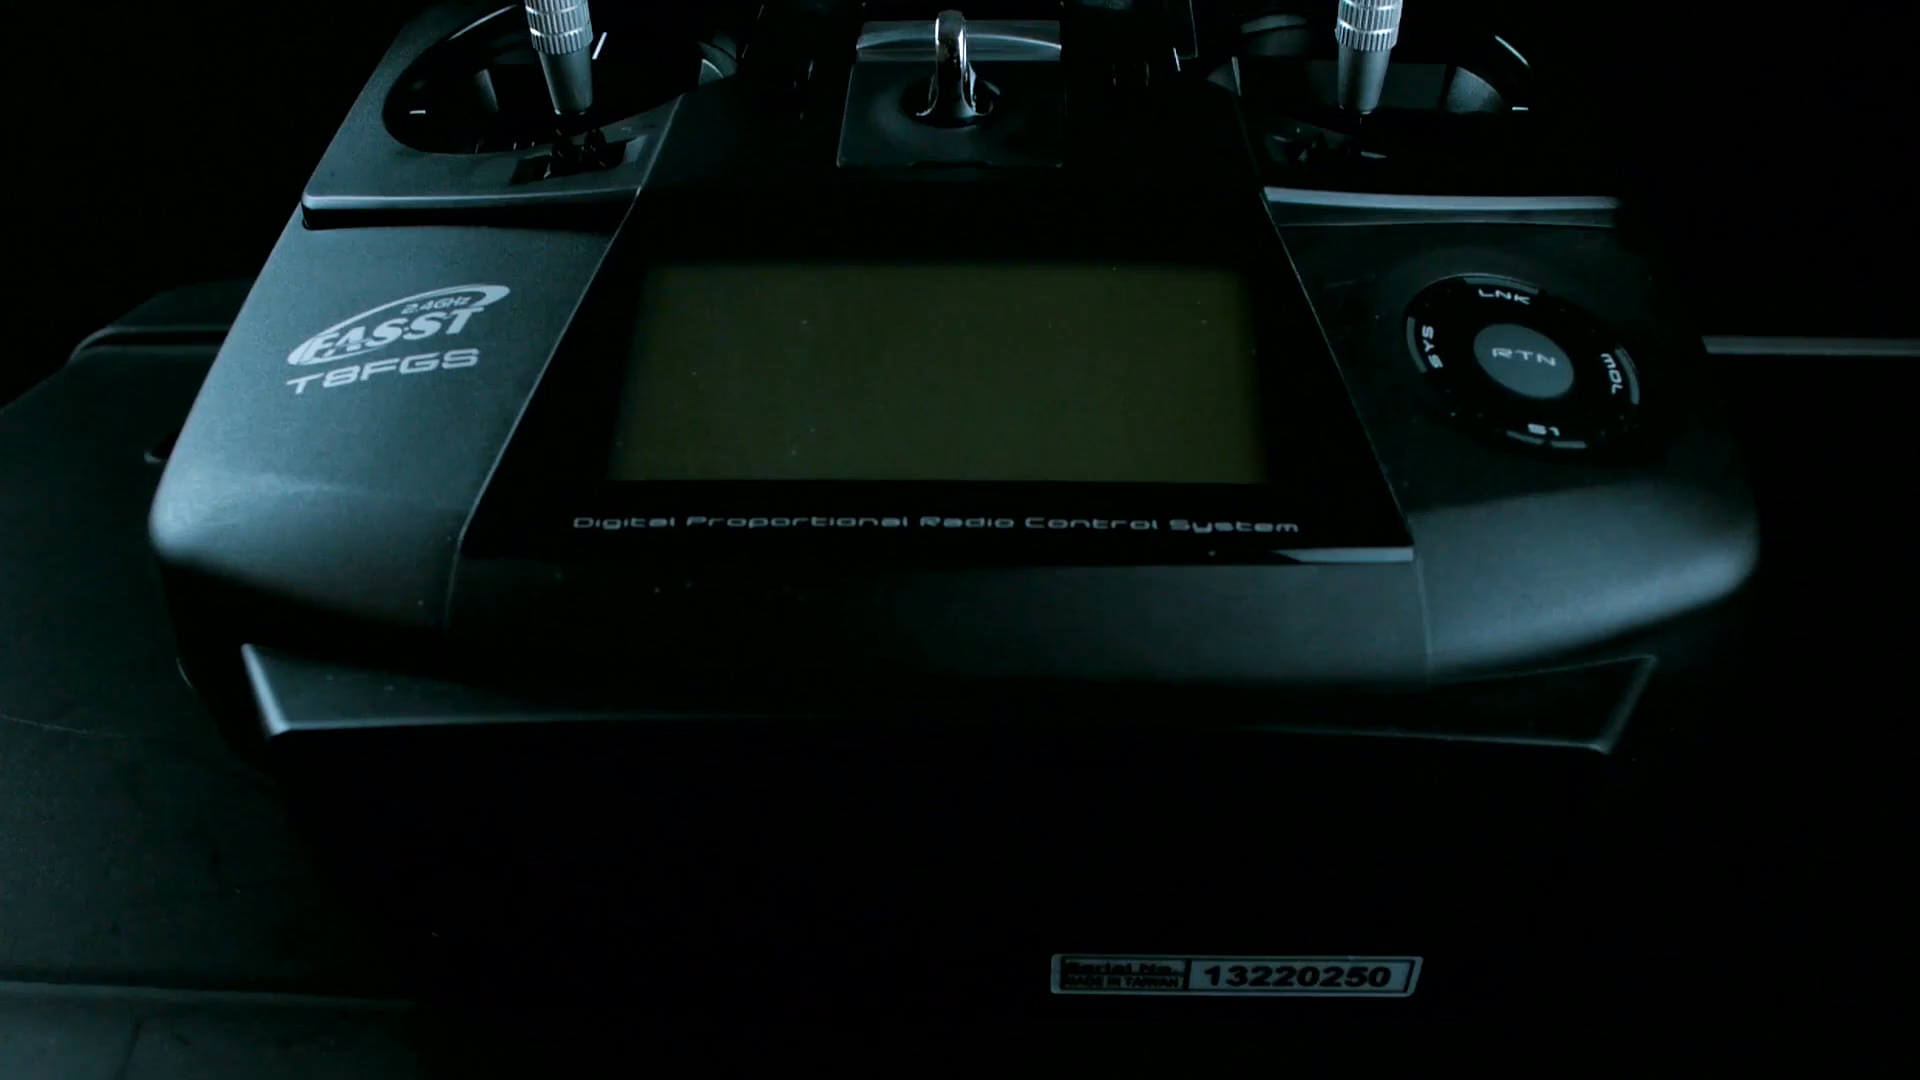 2.4GHz
FASST
T8FGS
LNK
SYS
RTN
MDL
S1
Digital Proportional Radio Control System
Serial No.
MADE IN TAIWAN
13220250